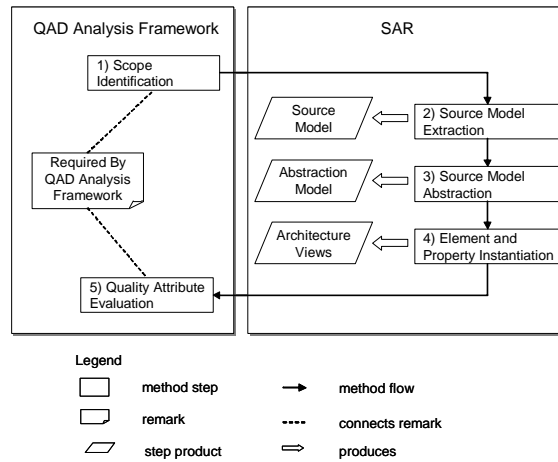 QAD Analysis Framework
SAR
1) Scope
Identification
Source
Model
2) Source Model
Extraction
Required By
QAD Analysis
Framework
Abstraction
Model
3) Source Model
Abstraction
Architecture
Views
4) Element and
Property Instantiation
5) Quality Attribute
Evaluation
Legend
method step
method flow
remark
connects remark
step product
produces